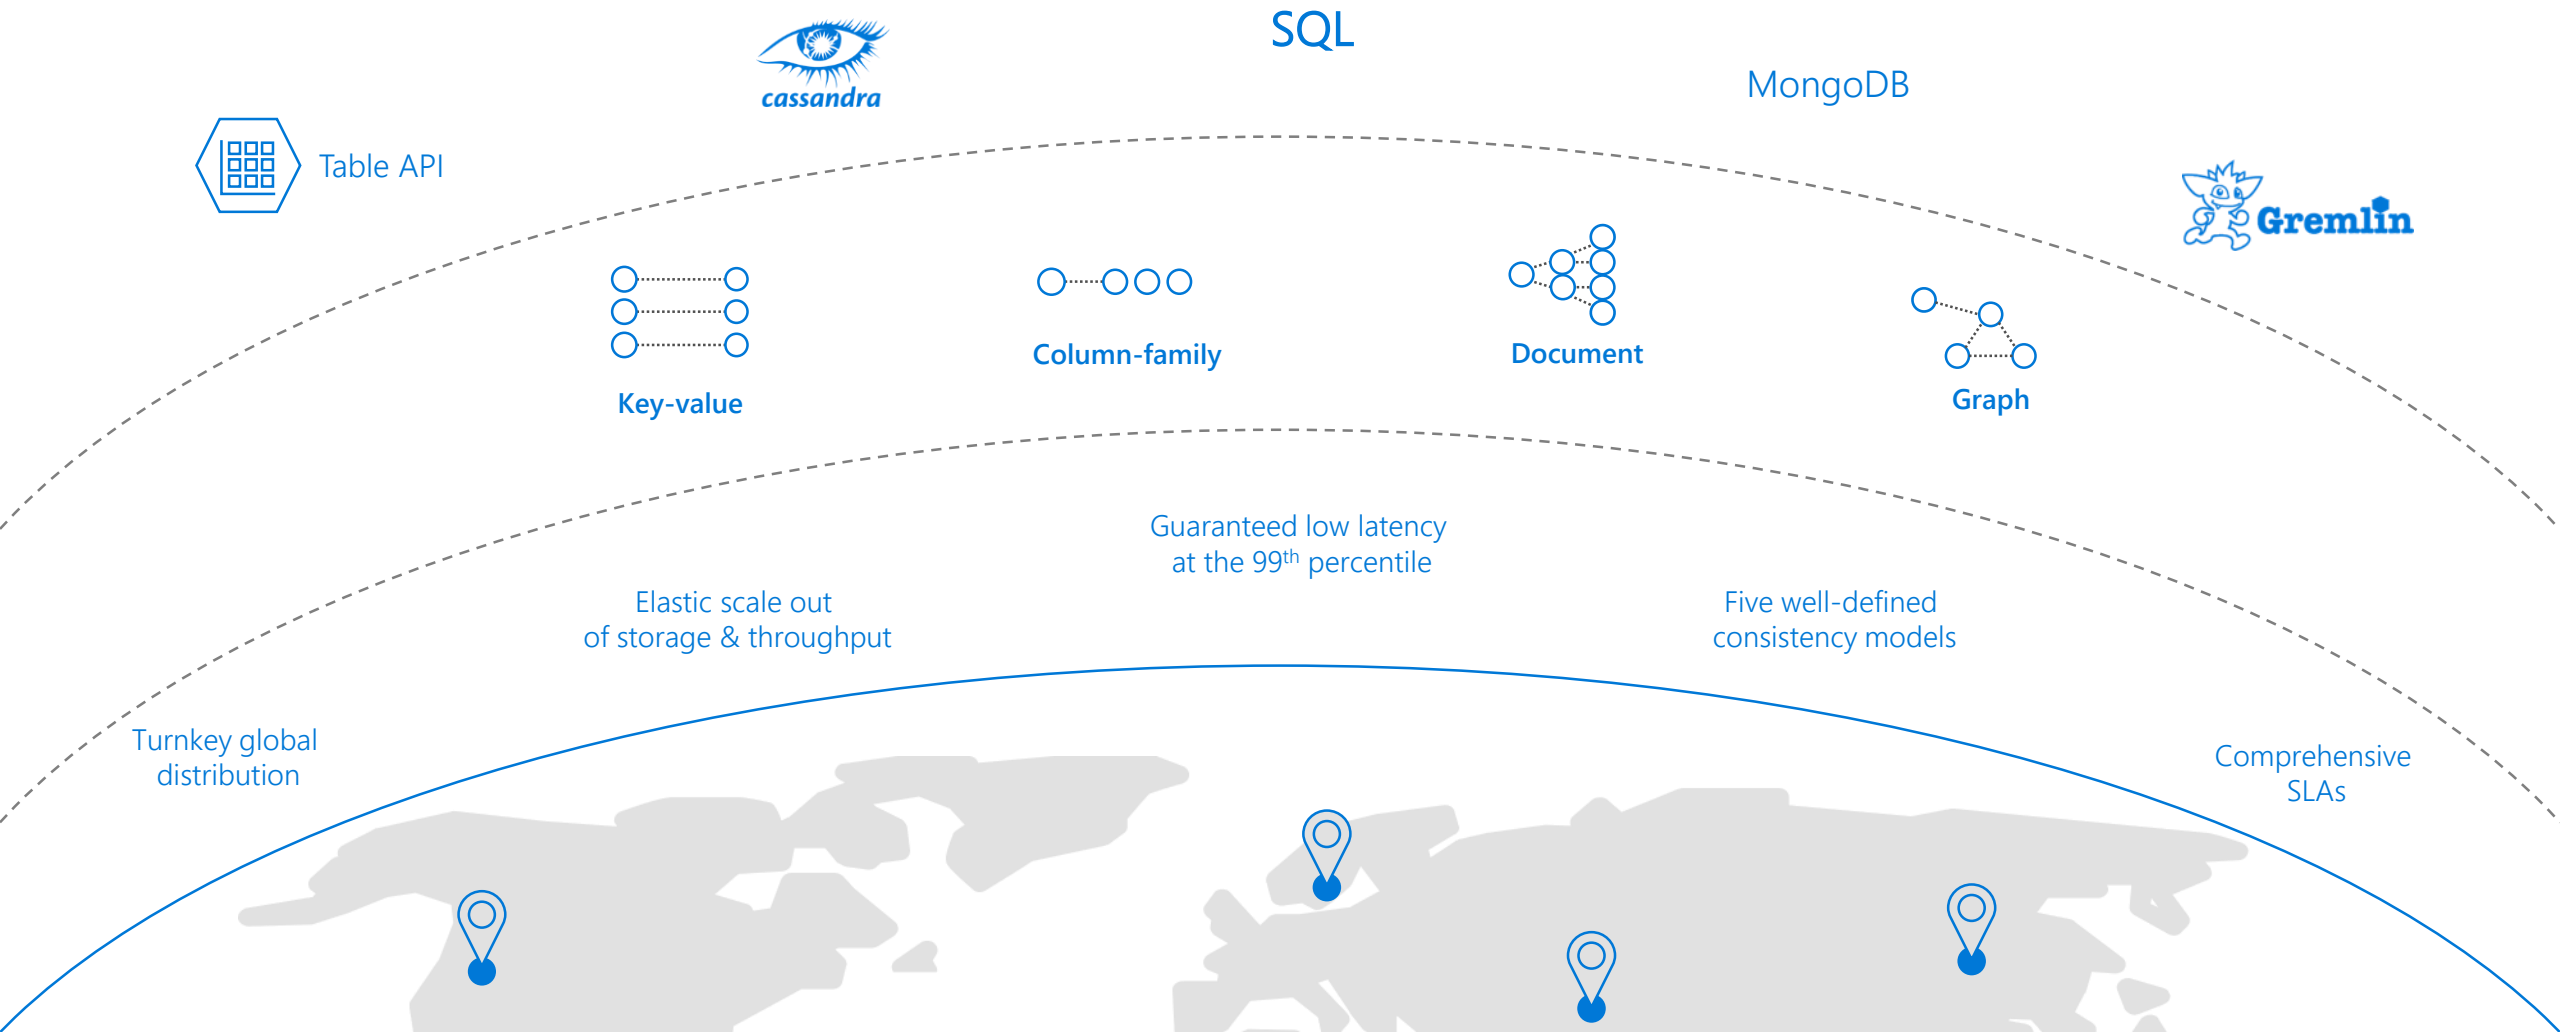 SQL
cassandra
MongoDB
Table API
Gremlin
Key-value
Column-family
Document
Graph
Guaranteed low latency
at the 99th percentile
Elastic scale out
of storage & throughput
Five well-defined
consistency models
Turnkey global
distribution
Comprehensive
SLAs